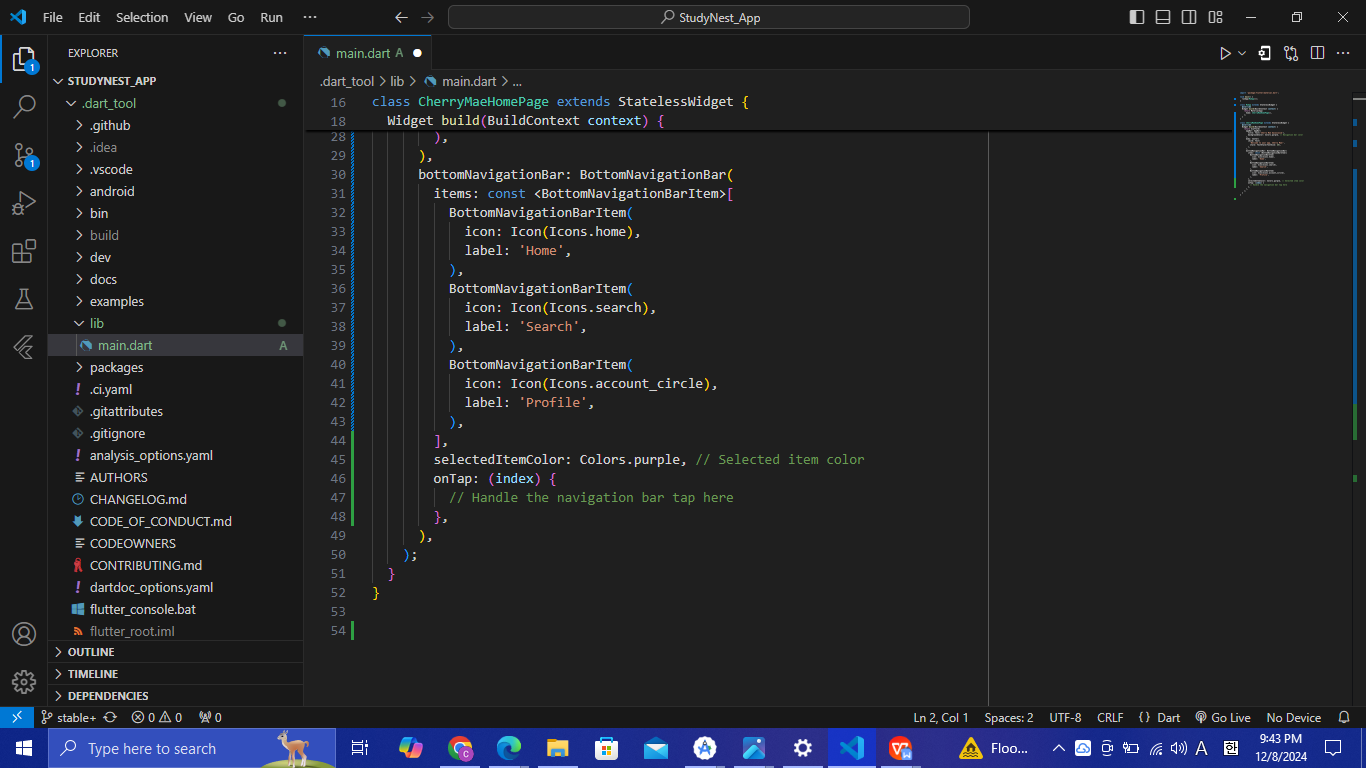 File Edit Selection View Go Run ··· StudyNest_App
EXPLORER ···
STUDYNEST_APP
.dart_tool
.github
.idea
.vscode
android
bin
build
dev
docs
examples
lib
main.dart A
packages
.ci.yaml
.gitattributes
.gitignore
analysis_options.yaml
AUTHORS
CHANGELOG.md
CODE_OF_CONDUCT.md
CODEOWNERS
CONTRIBUTING.md
dartdoc_options.yaml
flutter_console.bat
flutter_root.iml
OUTLINE
TIMELINE
DEPENDENCIES
1
1
main.dart A
.dart_tool > lib > main.dart > ...
16 class CherryMaeHomePage extends StatelessWidget {
18 Widget build(BuildContext context) {
28 ),
29 ),
30 bottomNavigationBar: BottomNavigationBar(
31 items: const <BottomNavigationBarItem>[
32 BottomNavigationBarItem(
33 icon: Icon(Icons.home),
34 label: 'Home',
35 ),
36 BottomNavigationBarItem(
37 icon: Icon(Icons.search),
38 label: 'Search',
39 ),
40 BottomNavigationBarItem(
41 icon: Icon(Icons.account_circle),
42 label: 'Profile',
43 ),
44 ],
45 selectedItemColor: Colors.purple, // Selected item color
46 onTap: (index) {
47 // Handle the navigation bar tap here
48 },
49 ),
50 );
51 }
52 }
53
54
stable+ 0 0 0 Ln 2, Col 1 Spaces: 2 UTF-8 CRLF {} Dart Go Live No Device
Type here to search Floo... A 한 9:43 PM
12/8/2024